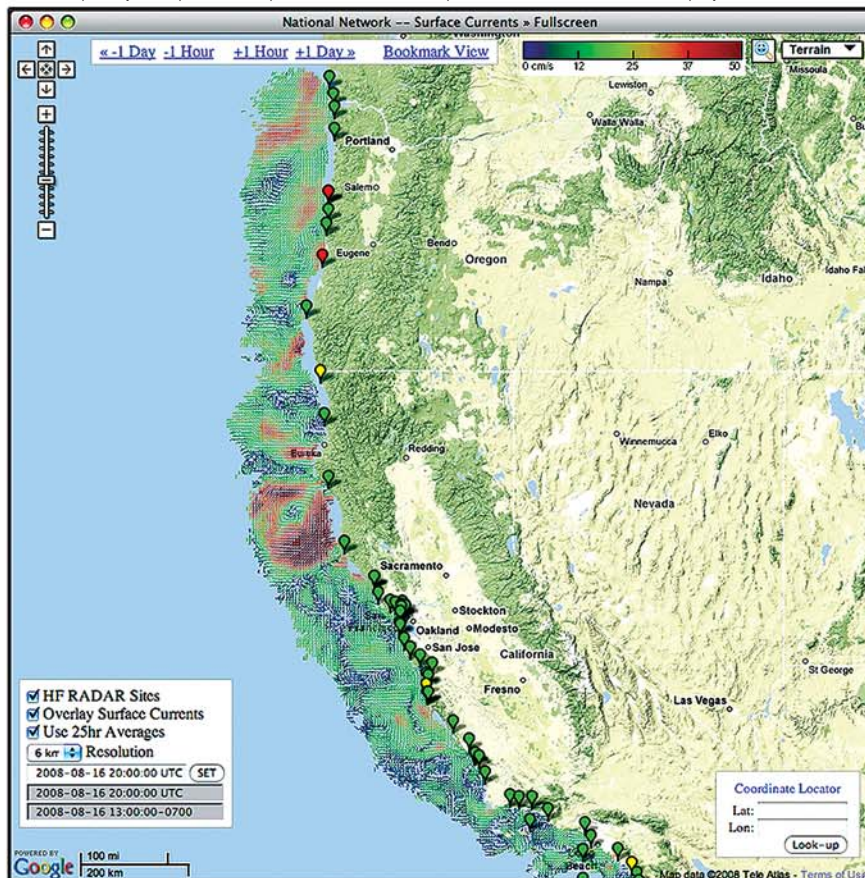 National Network -- Surface Currents » Fullscreen
Washington
« -1 Day -1 Hour +1 Hour +1 Day » Bookmark View
0 cm/s 12 25 37 50
Terrain
Missoula
Lewiston
Walla Walla
Portland
Salem
Eugene
Bend
Oregon
Nampa
Idaho
Idaho Fal
Eureka
Redding
Winnemucca
Elko
Nevada
Sacramento
Stockton
Oakland
Modesto
San Jose
California
Fresno
St George
Las Vegas
HF RADAR Sites
Overlay Surface Currents
Use 25hr Averages
6 km Resolution
2008-08-16 20:00:00 UTC SET
2008-08-16 20:00:00 UTC
2008-08-16 13:00:00-0700
Coordinate Locator
Lat:
Lon:
Look-up
Beach
POWERED BY
Google
100 mi
200 km
Map data ©2008 Tele Atlas - Terms of Use